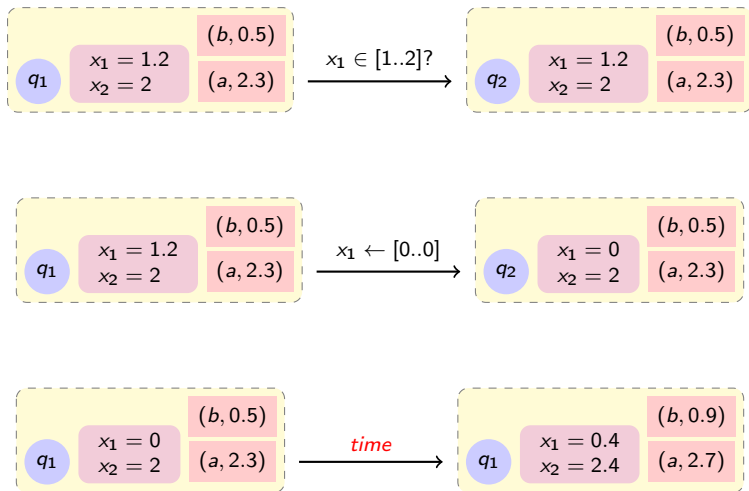 (b, 0.5)
(b, 0.5)
q₁
x₁ = 1.2
x₂ = 2
(a, 2.3)
x₁ ∈ [1..2]?
q₂
x₁ = 1.2
x₂ = 2
(a, 2.3)
(b, 0.5)
(b, 0.5)
q₁
x₁ = 1.2
x₂ = 2
(a, 2.3)
x₁ ← [0..0]
q₂
x₁ = 0
x₂ = 2
(a, 2.3)
(b, 0.5)
(b, 0.9)
q₁
x₁ = 0
x₂ = 2
(a, 2.3)
time
q₁
x₁ = 0.4
x₂ = 2.4
(a, 2.7)